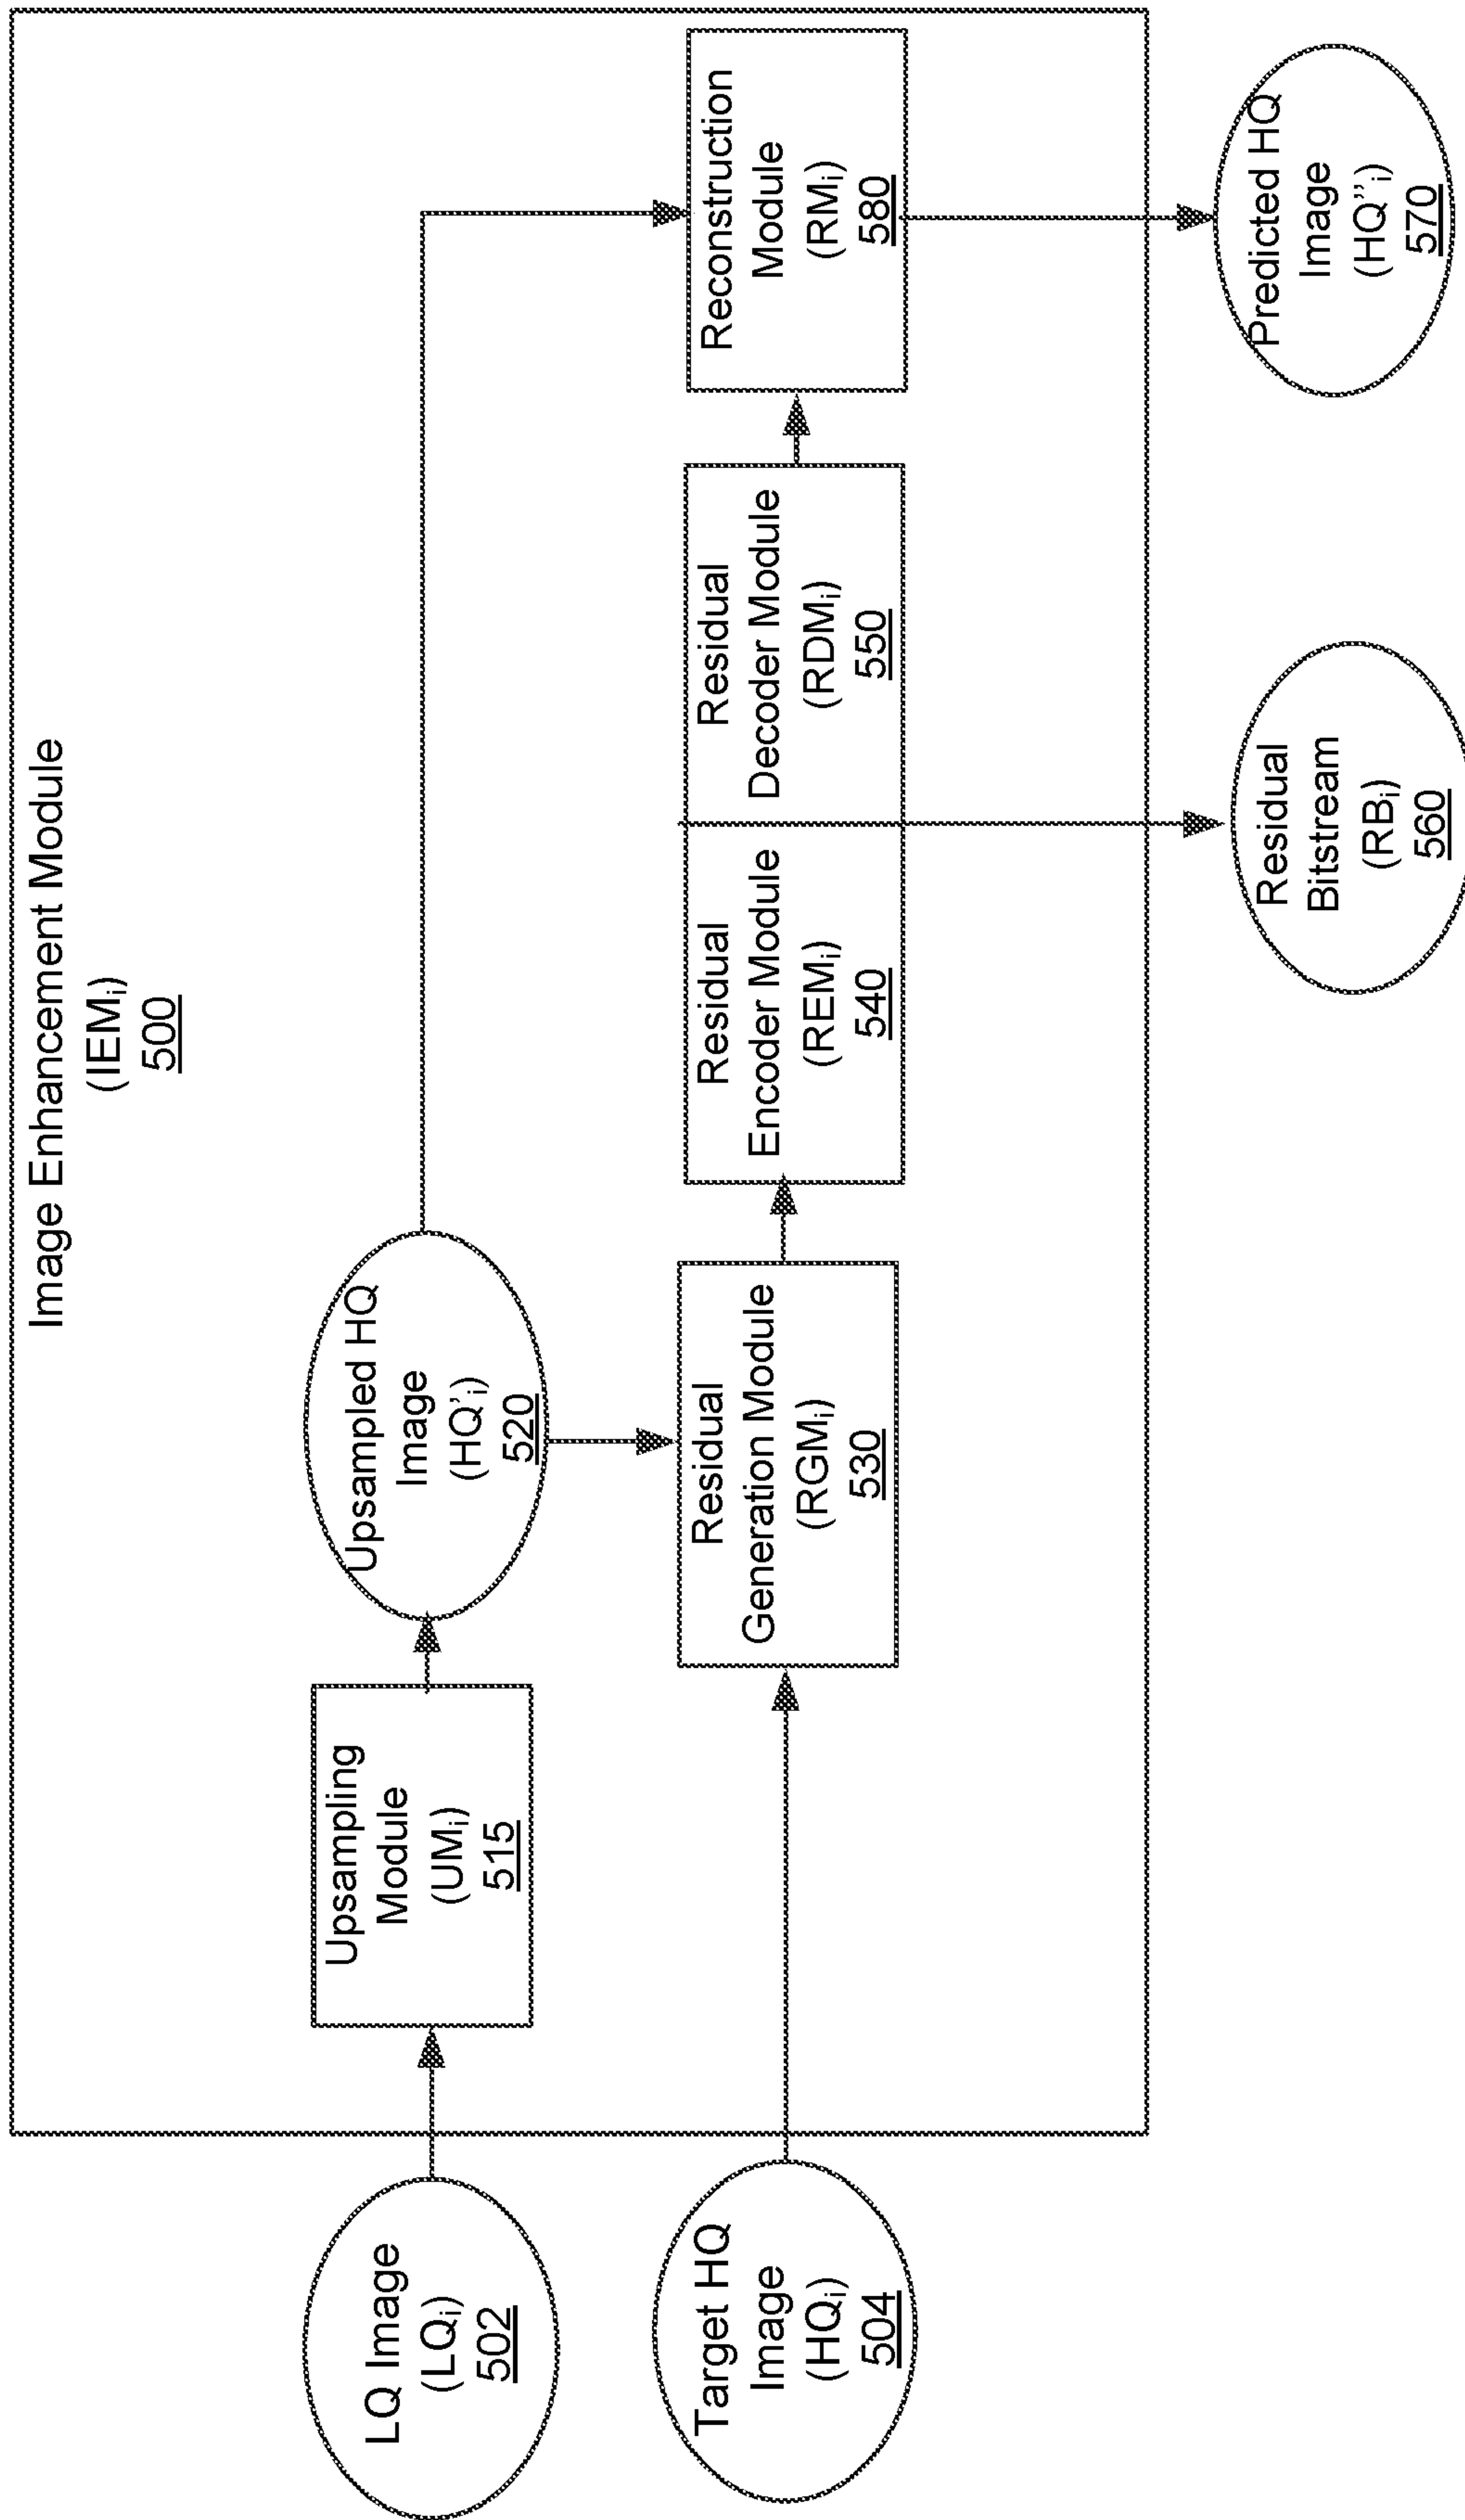 Image Enhancement Module
(IEMᵢ)
500
LQ Image
(LQᵢ)
502
Upsampling
Module
(UMᵢ)
515
Upsampled HQ
Image
(HQ'ᵢ)
520
Target HQ
Image
(HQᵢ)
504
Residual
Generation Module
(RGMᵢ)
530
Residual
Encoder Module
(REMᵢ)
540
Residual
Decoder Module
(RDMᵢ)
550
Reconstruction
Module
(RMᵢ)
580
Residual
Bitstream
(RBᵢ)
560
Predicted HQ
Image
(HQ"ᵢ)
570